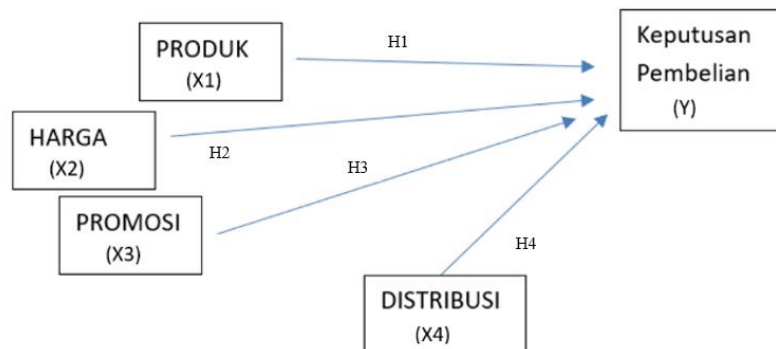 PRODUK
(X1)
H1
Keputusan
Pembelian
(Y)
HARGA
(X2)
H2
H3
PROMOSI
(X3)
H4
DISTRIBUSI
(X4)